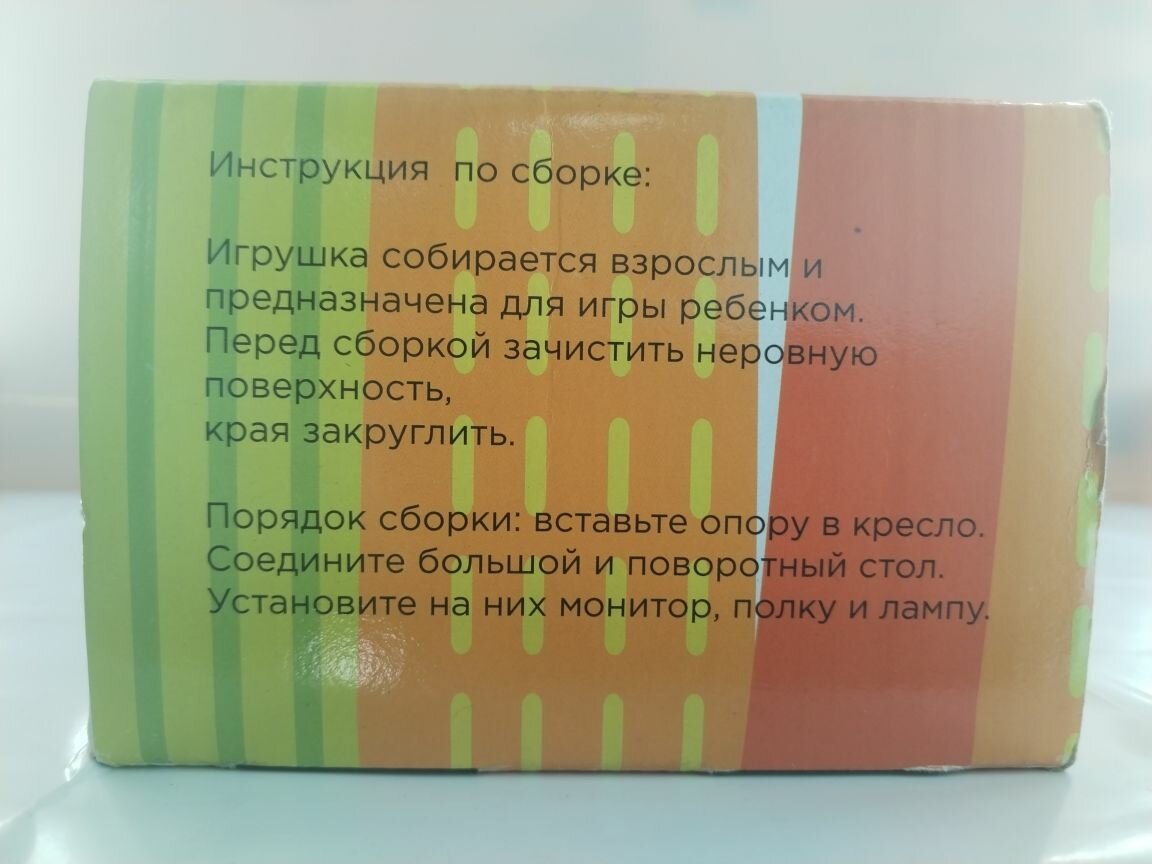 Инструкция по сборке:
Игрушка собирается взрослым и
предназначена для игры ребенком.
Перед сборкой зачистить неровную
поверхность,
края закруглить.
Порядок сборки: вставьте опору в кресло.
Соедините большой и поворотный стол.
Установите на них монитор, полку и лампу.